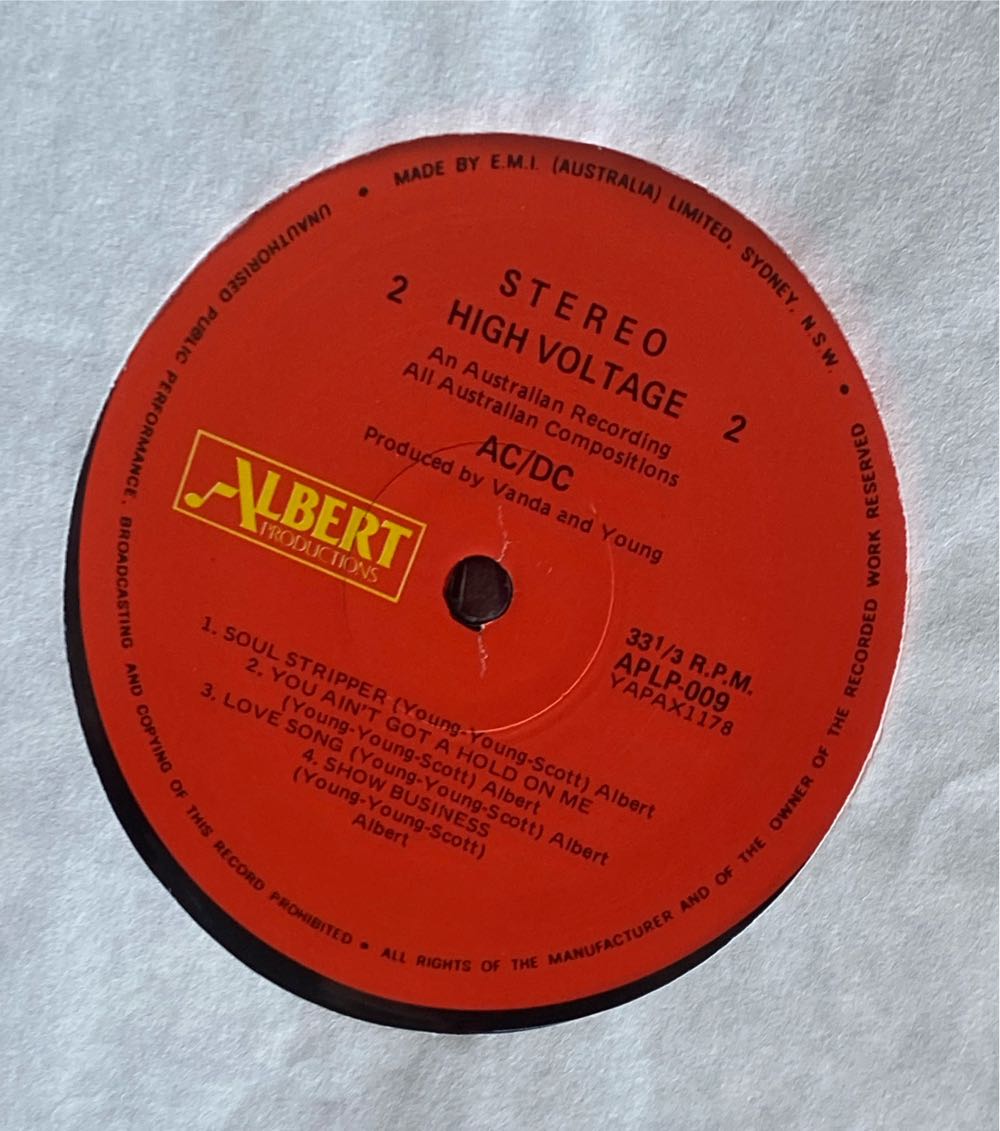 MADE BY E.M.I. (AUSTRALIA) LIMITED, SYDNEY, N.S.W. •
ALL RIGHTS OF THE MANUFACTURER AND OF THE OWNER OF THE RECORDED WORK RESERVED
• UNAUTHORISED PUBLIC PERFORMANCE, BROADCASTING AND COPYING OF THIS RECORD PROHIBITED •
STEREO
2 HIGH VOLTAGE 2
An Australian Recording
All Australian Compositions
AC/DC
Produced by Vanda and Young
ALBERT
PRODUCTIONS
33 1/3 R.P.M.
APLP-009
YAPAX1178
1. SOUL STRIPPER (Young-Young-Scott) Albert
2. YOU AIN'T GOT A HOLD ON ME
(Young-Young-Scott) Albert
3. LOVE SONG (Young-Young-Scott) Albert
4. SHOW BUSINESS
(Young-Young-Scott)
Albert